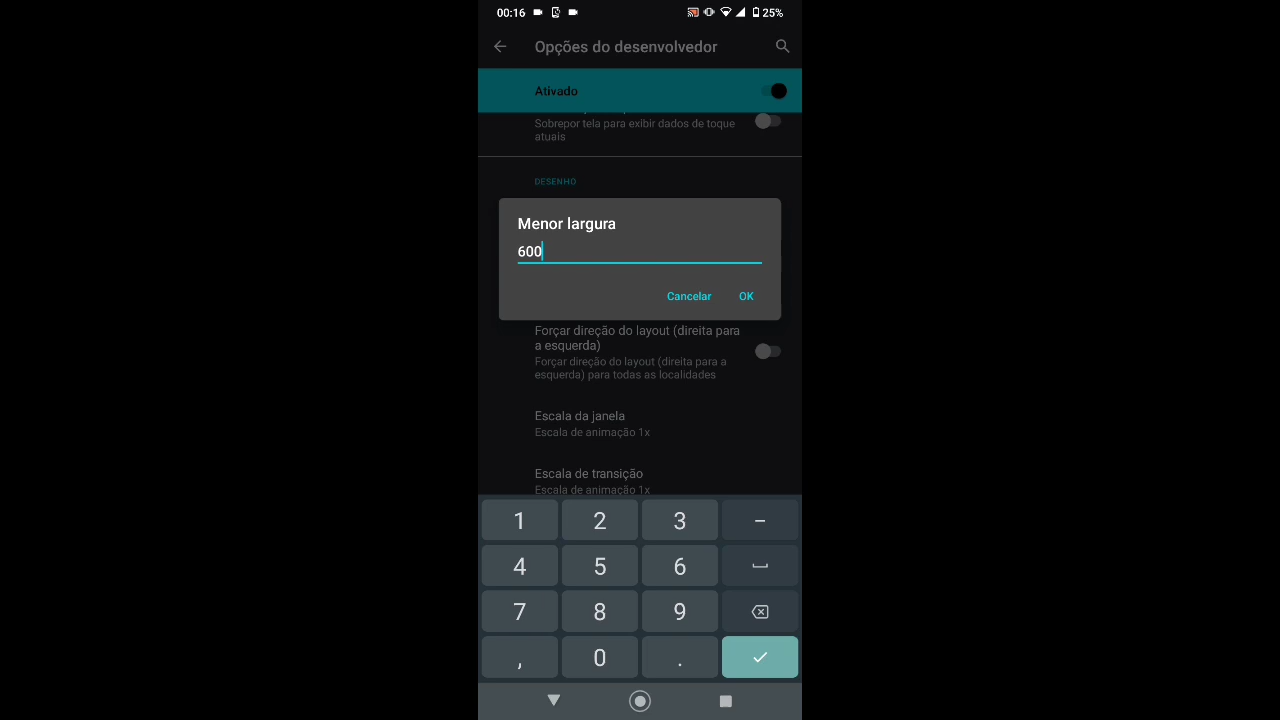 00:16
25%
Opções do desenvolvedor
Ativado
Sobrepor tela para exibir dados de toque
atuais
DESENHO
Menor largura
600
Cancelar OK
Forçar direção do layout (direita para
a esquerda)
Forçar direção do layout (direita para a
esquerda) para todas as localidades
Escala da janela
Escala de animação 1x
Escala de transição
Escala de animação 1x
1 2 3 -
4 5 6
7 8 9
, 0 .